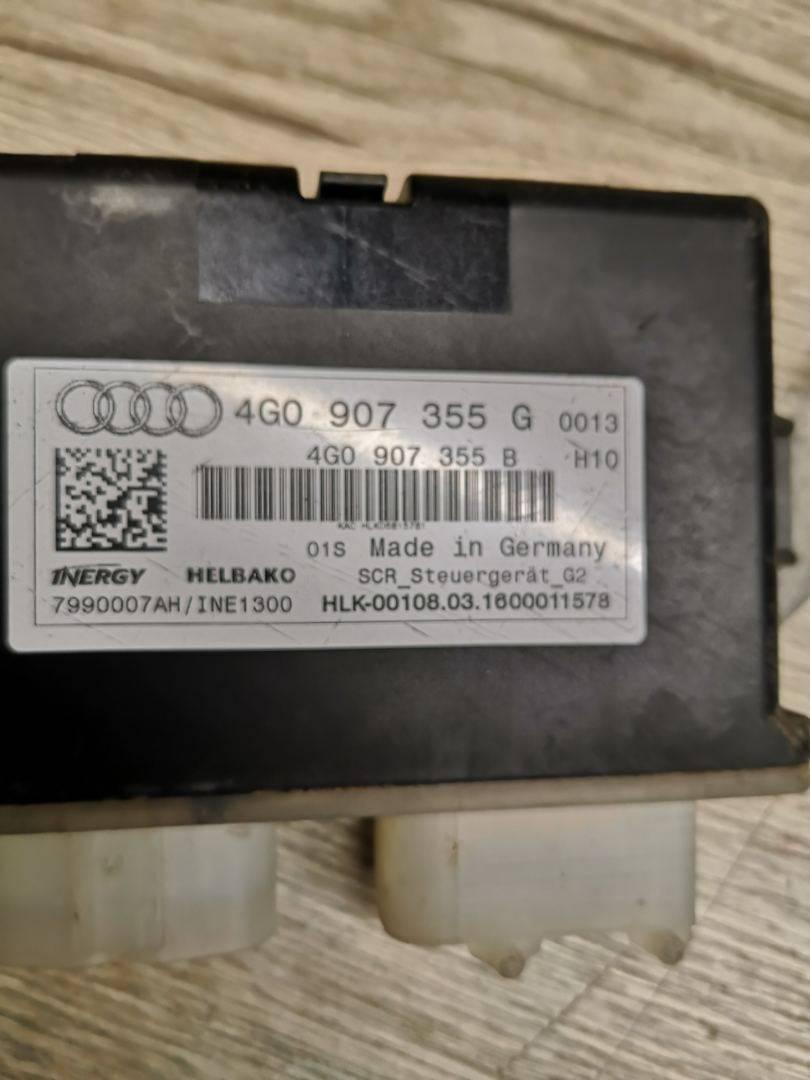 4G0 907 355 G 0013
4G0 907 355 B H10
01S Made in Germany
INERGY HELBAKO SCR_Steuergerät_G2
7990007AH/INE1300 HLK-00108.03.1600011578